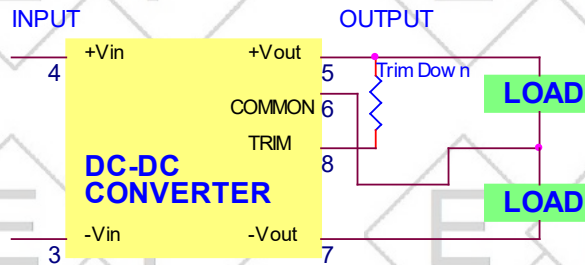 INPUT
OUTPUT
+Vin
+Vout
4
5
Trim Down
LOAD
COMMON
6
TRIM
8
DC-DC
CONVERTER
LOAD
-Vin
-Vout
3
7